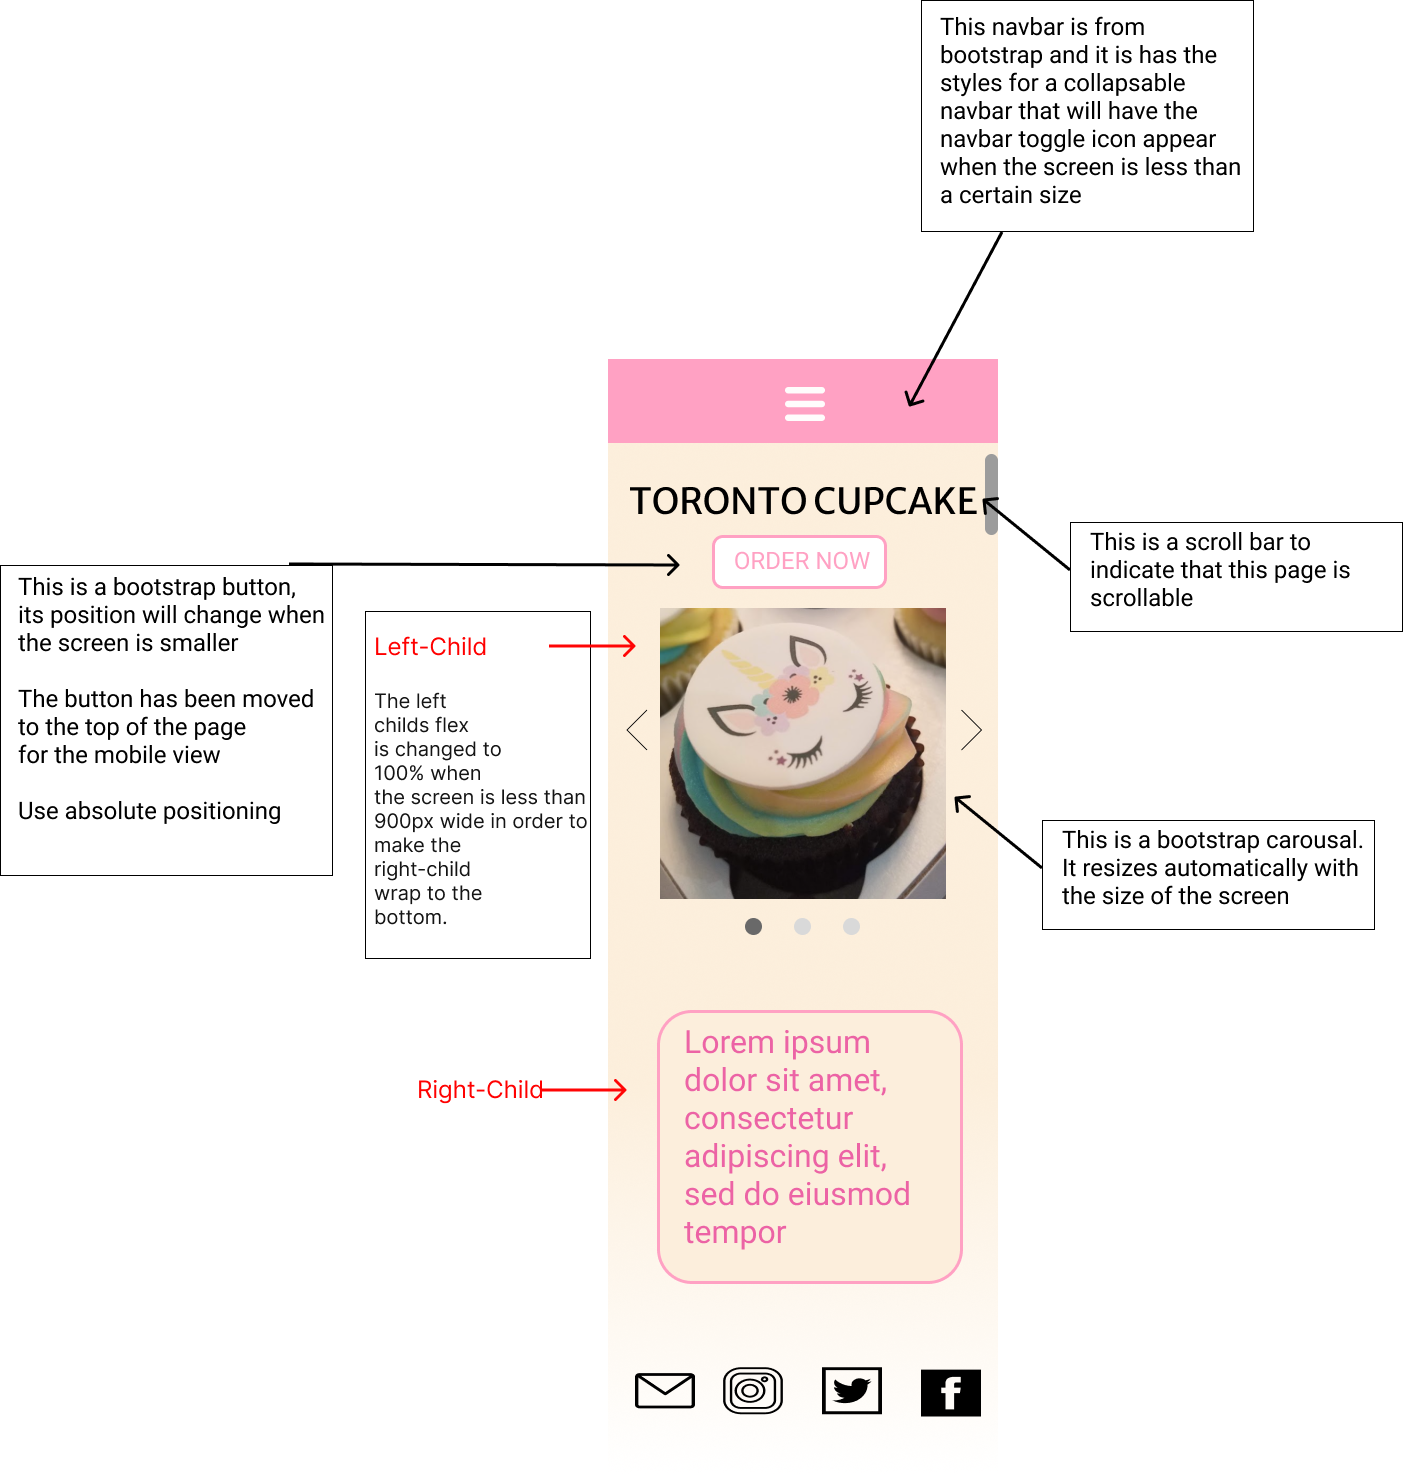 This navbar is from
bootstrap and it is has the
styles for a collapsable
navbar that will have the
navbar toggle icon appear
when the screen is less than
a certain size
TORONTO CUPCAKE
ORDER NOW
This is a scroll bar to
indicate that this page is
scrollable
This is a bootstrap button,
its position will change when
the screen is smaller
The button has been moved
to the top of the page
for the mobile view
Use absolute positioning
Left-Child
The left
childs flex
is changed to
100% when
the screen is less than
900px wide in order to
make the
right-child
wrap to the
bottom.
This is a bootstrap carousal.
It resizes automatically with
the size of the screen
Right-Child
Lorem ipsum
dolor sit amet,
consectetur
adipiscing elit,
sed do eiusmod
tempor